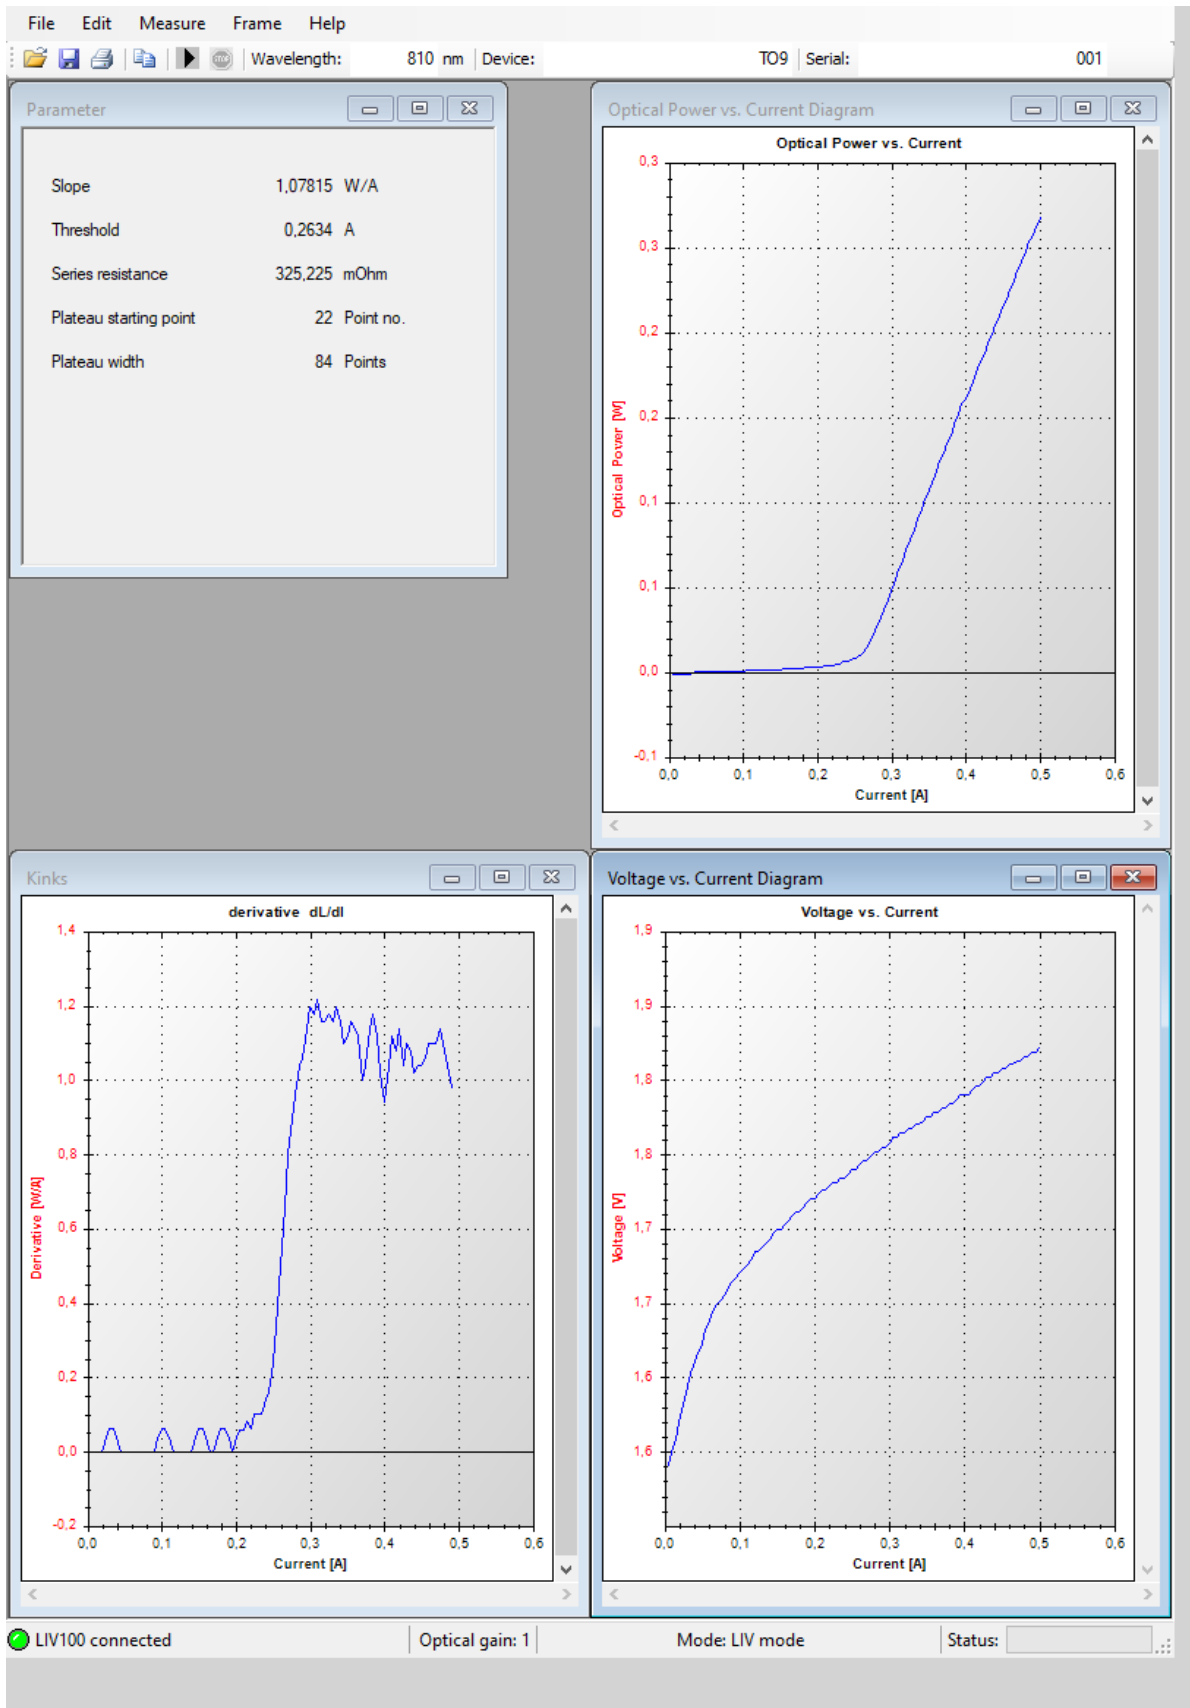 File Edit Measure Frame Help
Wavelength: 810 nm Device: TO9 Serial: 001
Parameter
Slope 1,07815 W/A
Threshold 0,2634 A
Series resistance 325,225 mOhm
Plateau starting point 22 Point no.
Plateau width 84 Points
Optical Power vs. Current Diagram
Optical Power vs. Current
0,3
0,3
0,2
0,2
0,1
0,1
0,0
-0,1
Optical Power [W]
0,0 0,1 0,2 0,3 0,4 0,5 0,6
Current [A]
Kinks
derivative dL/dI
1,4
1,2
1,0
0,8
0,6
0,4
0,2
0,0
-0,2
Derivative [W/A]
0,0 0,1 0,2 0,3 0,4 0,5 0,6
Current [A]
Voltage vs. Current Diagram
Voltage vs. Current
1,9
1,9
1,8
1,8
1,7
1,7
1,6
1,6
Voltage [V]
0,0 0,1 0,2 0,3 0,4 0,5 0,6
Current [A]
LIV100 connected Optical gain: 1 Mode: LIV mode Status: